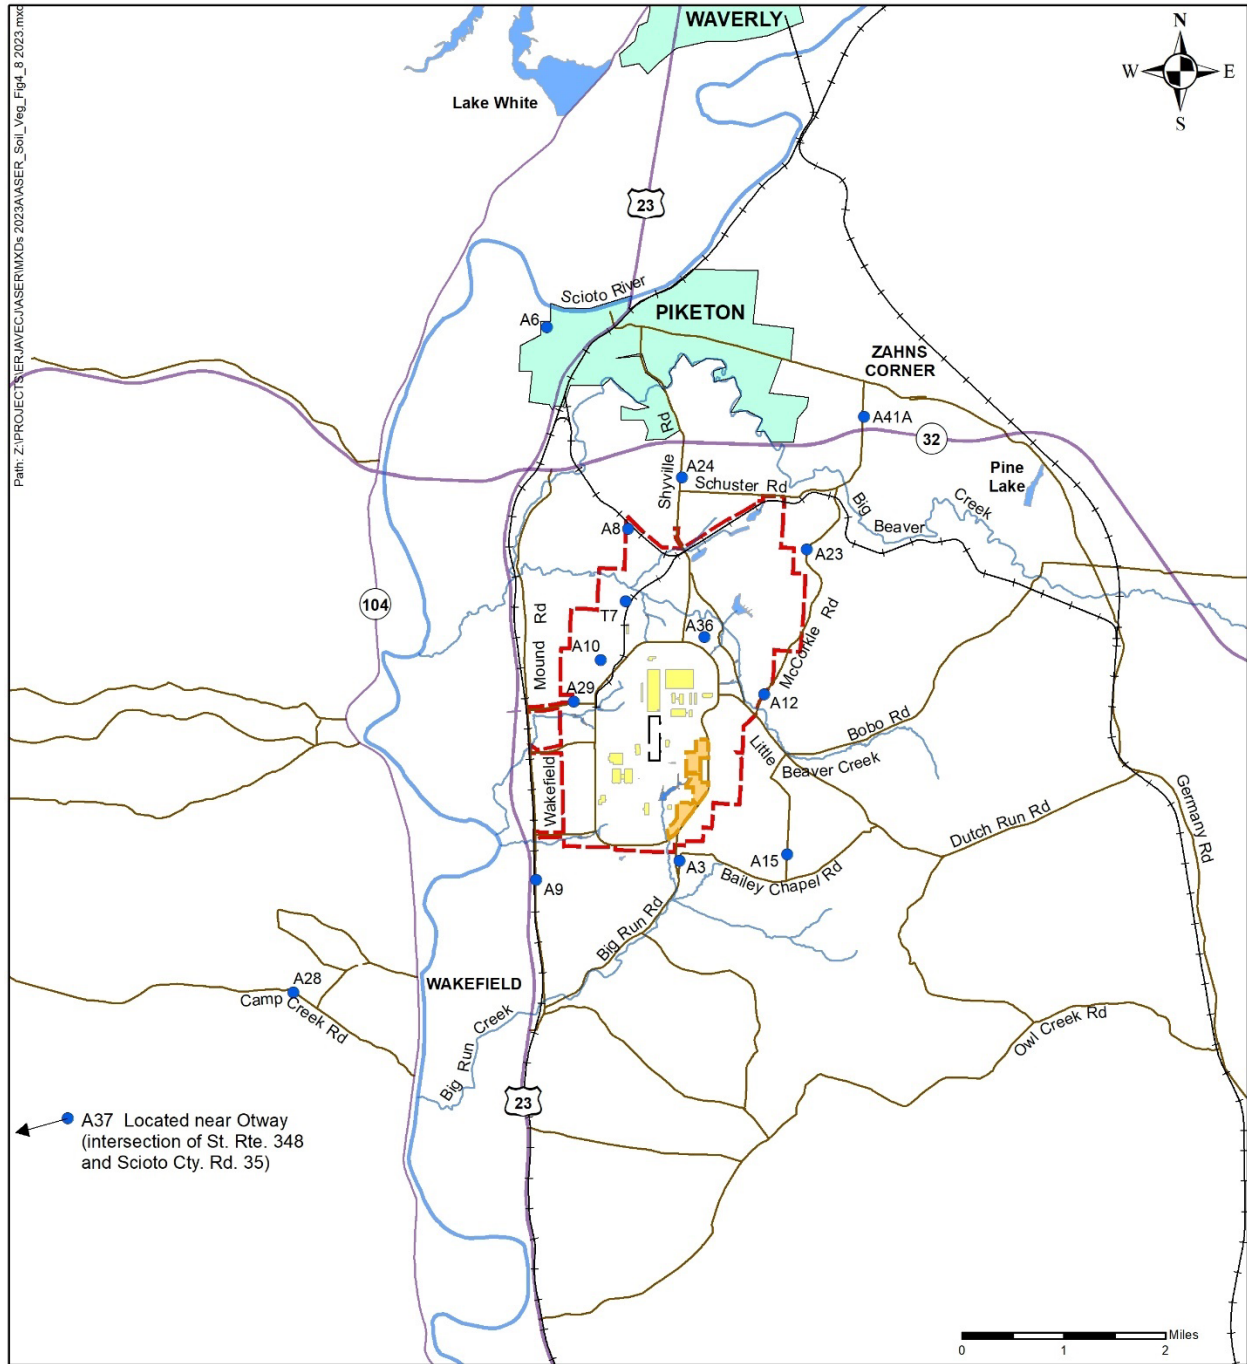 WAVERLY
N
W
E
S
Path: Z:\PROJECTS\ERJAVECJ\ASER\MXDs 2023A\ASER_Soil_Veg_Fig4_8 2023.mxd
Lake White
23
Scioto River
A6
PIKETON
ZAHNS
CORNER
A41A
32
Shyville Rd
A24
Schuster Rd
Pine
Lake
Big Beaver Creek
A8
A23
104
Mound Rd
T7
A36
McCorkle Rd
A10
A29
A12
Bobo Rd
Little
Beaver Creek
Wakefield
Germany Rd
Dutch Run Rd
A3
A15
Bailey Chapel Rd
A9
Big Run Rd
A28
Camp Creek Rd
WAKEFIELD
Big Run Creek
Owl Creek Rd
23
A37 Located near Otway
(intersection of St. Rte. 348
and Scioto Cty. Rd. 35)
Miles
0 1 2